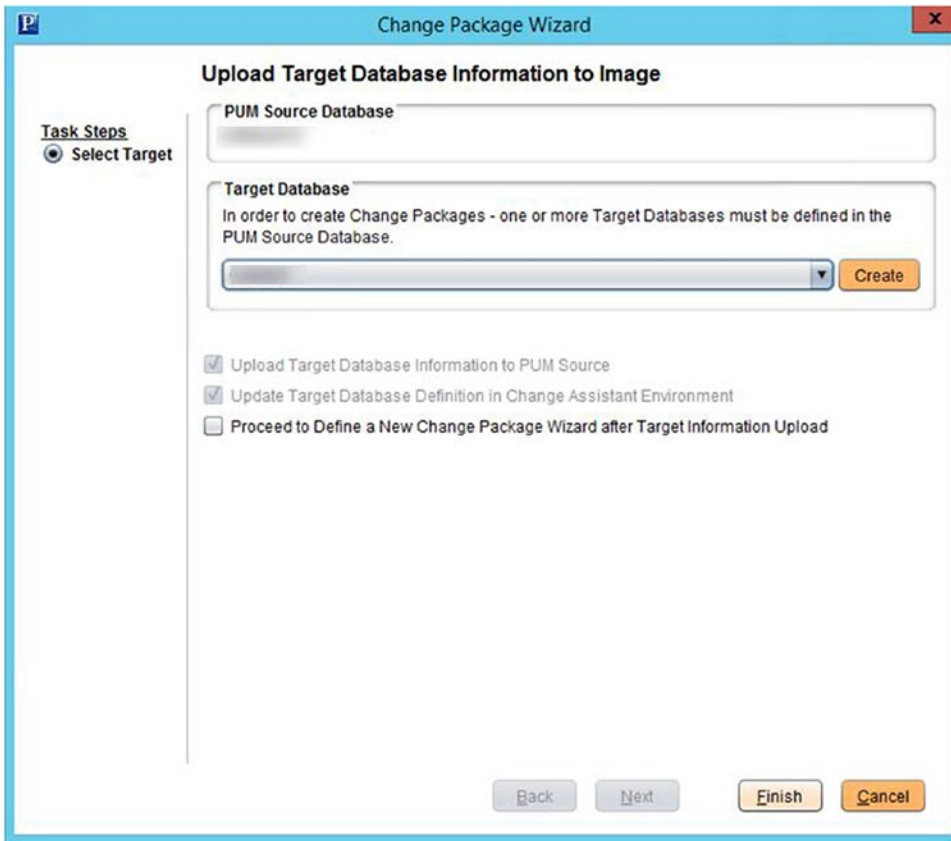 P
Change Package Wizard
x
Upload Target Database Information to Image
Task Steps
Select Target
PUM Source Database
Target Database
In order to create Change Packages - one or more Target Databases must be defined in the
PUM Source Database.
Create
Upload Target Database Information to PUM Source
Update Target Database Definition in Change Assistant Environment
Proceed to Define a New Change Package Wizard after Target Information Upload
Back
Next
Finish
Cancel